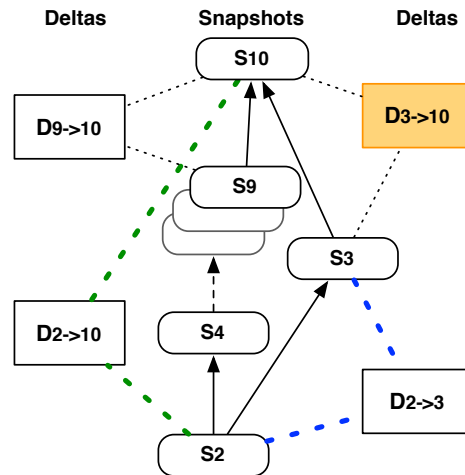 Deltas Snapshots Deltas
S10
D9->10 D3->10
S9
S3
D2->10 S4
D2->3
S2